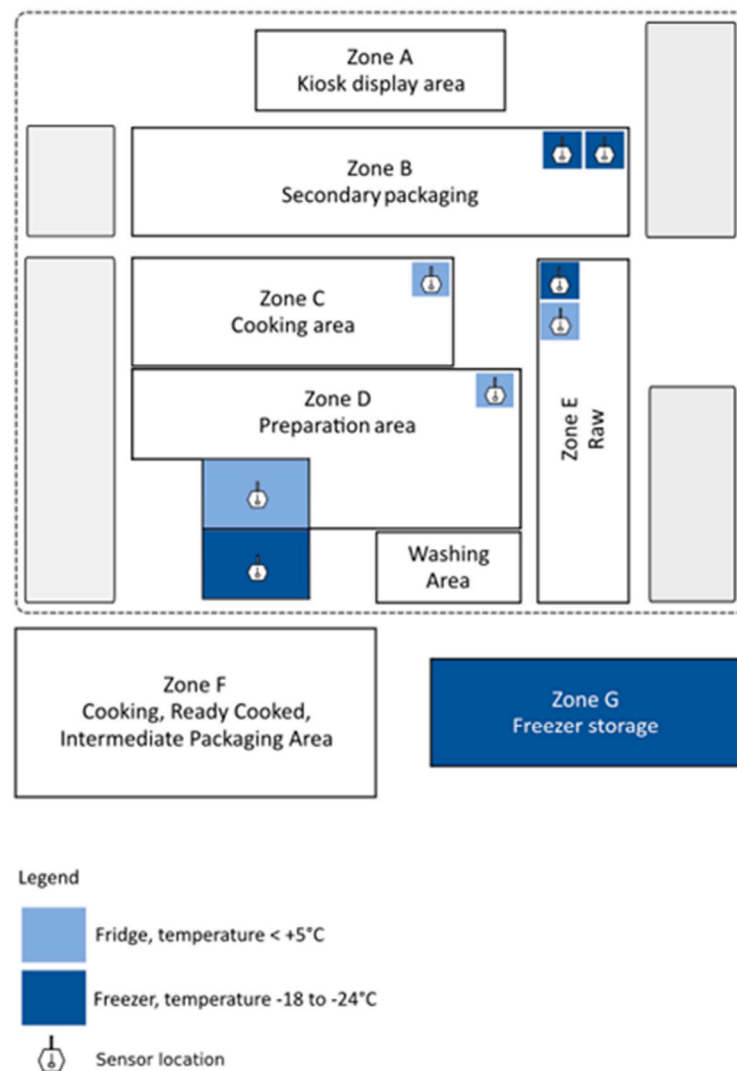 Zone A
Kiosk display area
Zone B
Secondary packaging
Zone C
Cooking area
Zone D
Preparation area
Zone E
Raw
Washing
Area
Zone F
Cooking, Ready Cooked,
Intermediate Packaging Area
Zone G
Freezer storage
Legend
Fridge, temperature < +5°C
Freezer, temperature -18 to -24°C
Sensor location